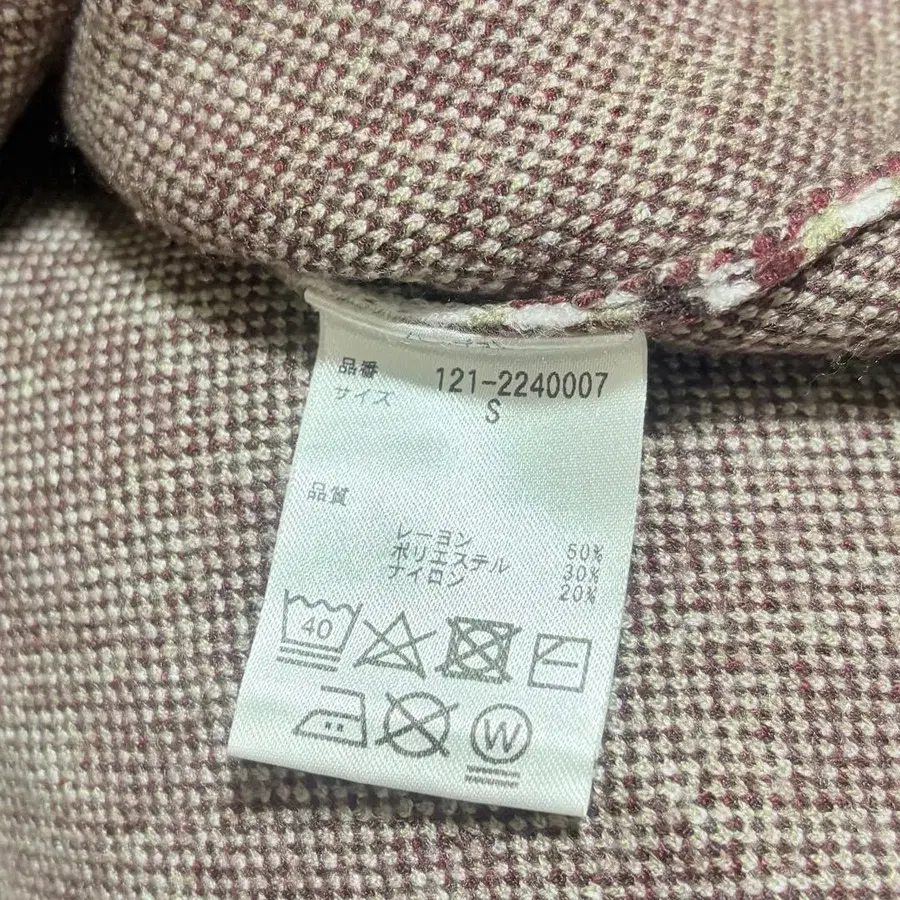 品番 121-2240007
サイズ S
品質
レーヨン 50%
ポリエステル 30%
ナイロン 20%
40
W